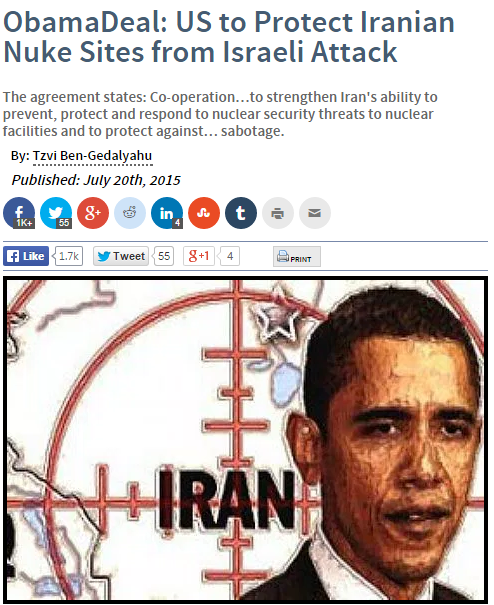 ObamaDeal: US to Protect Iranian
Nuke Sites from Israeli Attack
The agreement states: Co-operation…to strengthen Iran's ability to
prevent, protect and respond to nuclear security threats to nuclear
facilities and to protect against… sabotage.
By: Tzvi Ben-Gedalyahu
Published: July 20th, 2015
f 1K+ 55 g+ in 4 t
f Like 1.7k Tweet 55 g+1 4 PRINT
IRAN